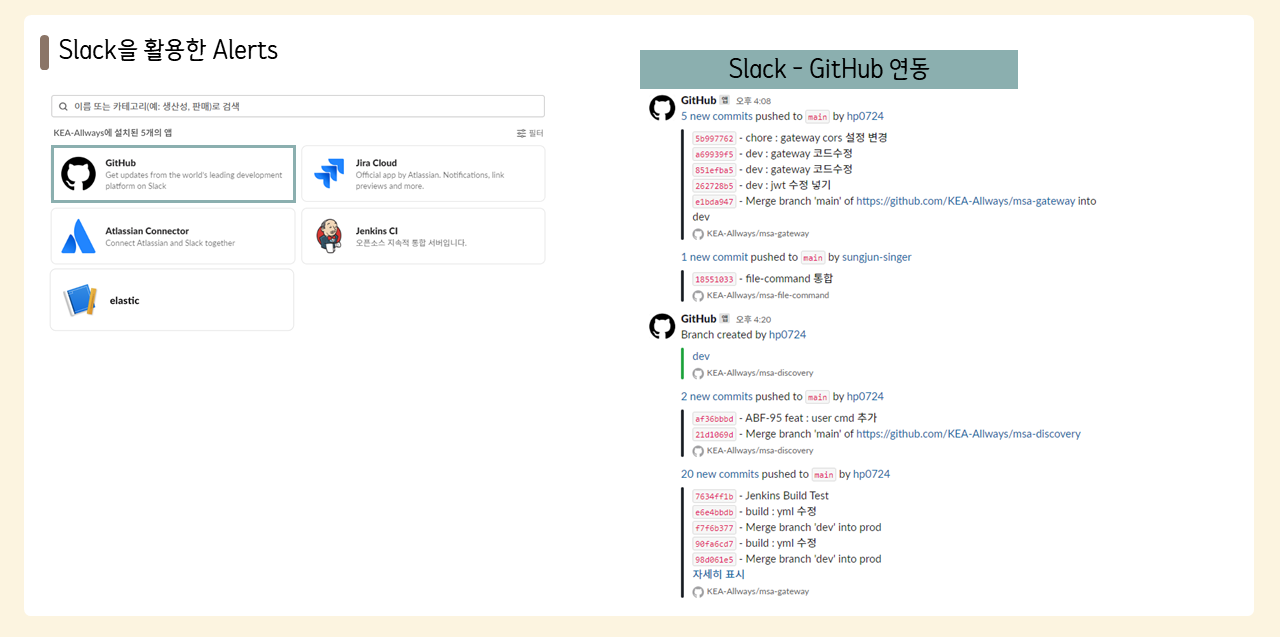 Slack을 활용한 Alerts
이름 또는 카테고리(예: 생산성, 판매)로 검색
KEA-Allways에 설치된 5개의 앱
필터
GitHub
Get updates from the world's leading development
platform on Slack
Jira Cloud
Official app by Atlassian. Notifications, link
previews and more.
Atlassian Connector
Connect Atlassian and Slack together
Jenkins CI
오픈소스 지속적 통합 서버입니다.
elastic
Slack - GitHub 연동
GitHub 앱 오후 4:08
5 new commits pushed to main by hp0724
5b997762 - chore : gateway cors 설정 변경
a69939f5 - dev : gateway 코드수정
851efba5 - dev : gateway 코드수정
262728b5 - dev : jwt 수정 넣기
e1bda947 - Merge branch 'main' of https://github.com/KEA-Allways/msa-gateway into
dev
KEA-Allways/msa-gateway
1 new commit pushed to main by sungjun-singer
18551033 - file-command 통합
KEA-Allways/msa-file-command
GitHub 앱 오후 4:20
Branch created by hp0724
dev
KEA-Allways/msa-discovery
2 new commits pushed to main by hp0724
af36bbbd - ABF-95 feat : user cmd 추가
21d1069d - Merge branch 'main' of https://github.com/KEA-Allways/msa-discovery
KEA-Allways/msa-discovery
20 new commits pushed to main by hp0724
7634ff1b - Jenkins Build Test
e6e4bbdb - build : yml 수정
f7f6b377 - Merge branch 'dev' into prod
90fa6cd7 - build : yml 수정
98d061e5 - Merge branch 'dev' into prod
자세히 표시
KEA-Allways/msa-gateway